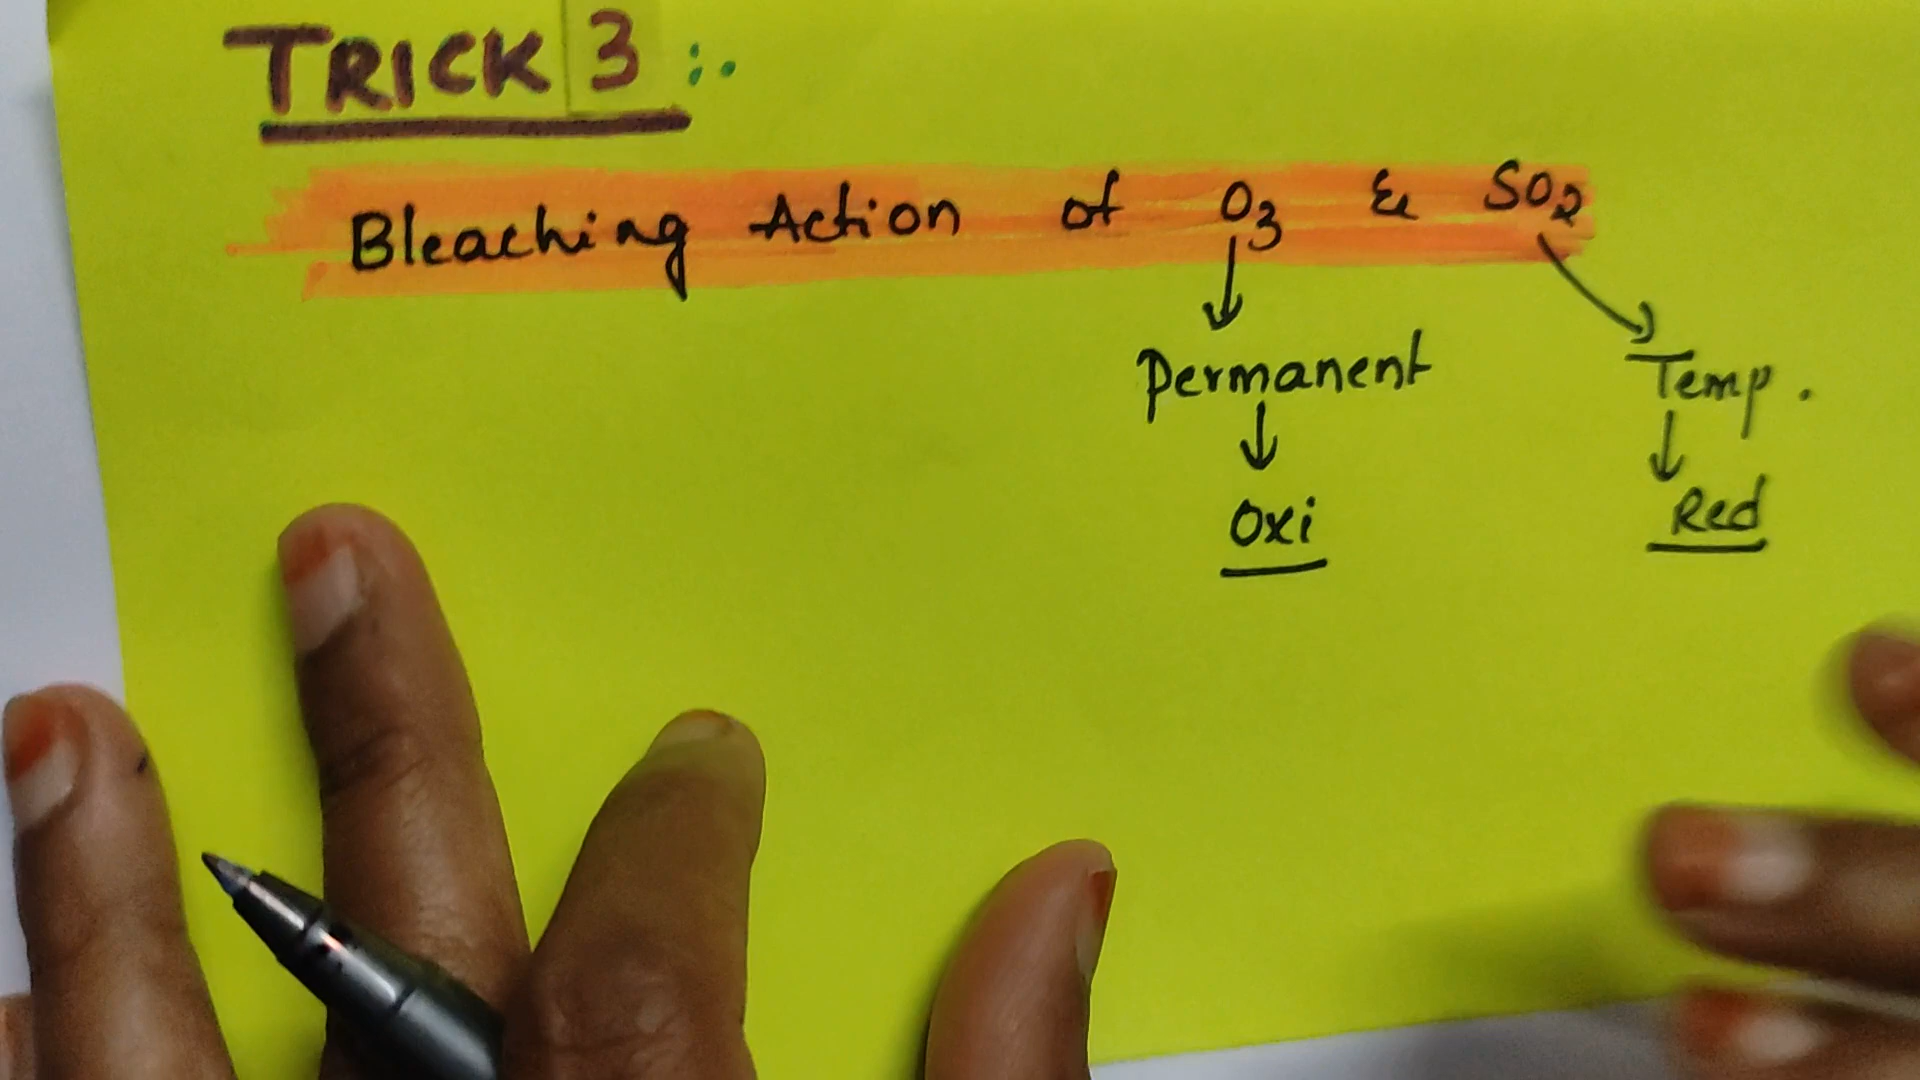 TRICK 3 :.
Bleaching Action of O3 & SO2
Permanent Temp.
Oxi Red